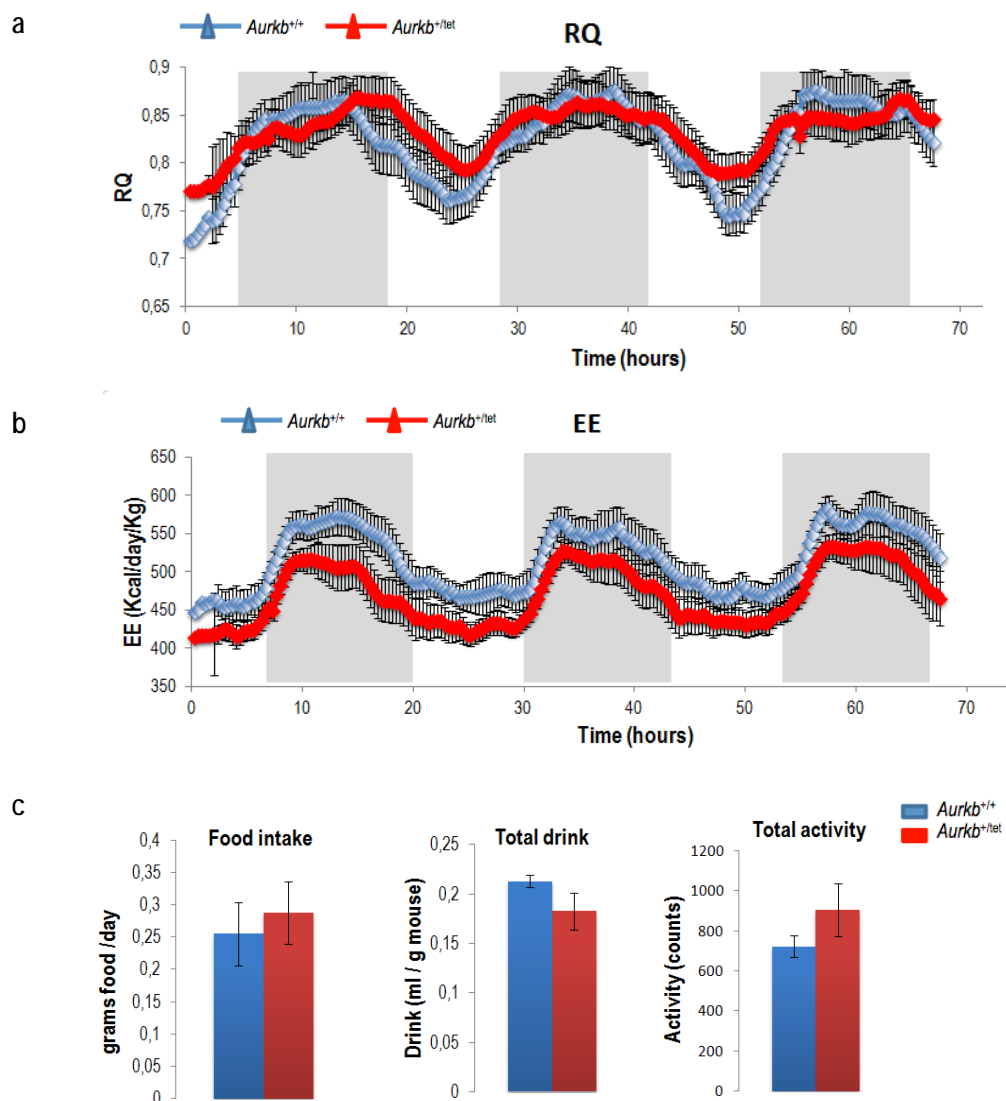 a
Aurkb+/+ Aurkb+/tet
RQ
0,9
0,85
0,8
0,75
0,7
0,65
RQ
0 10 20 30 40 50 60 70
Time (hours)
b
Aurkb+/+ Aurkb+/tet
EE
650
600
550
500
450
400
350
EE (Kcal/day/Kg)
0 10 20 30 40 50 60 70
Time (hours)
c
Aurkb+/+
Aurkb+/tet
Food intake
0,4
0,35
0,3
0,25
0,2
0,15
0,1
0,05
0
grams food /day
Total drink
0,25
0,2
0,15
0,1
0,05
0
Drink (ml / g mouse)
Total activity
1200
1000
800
600
400
200
0
Activity (counts)